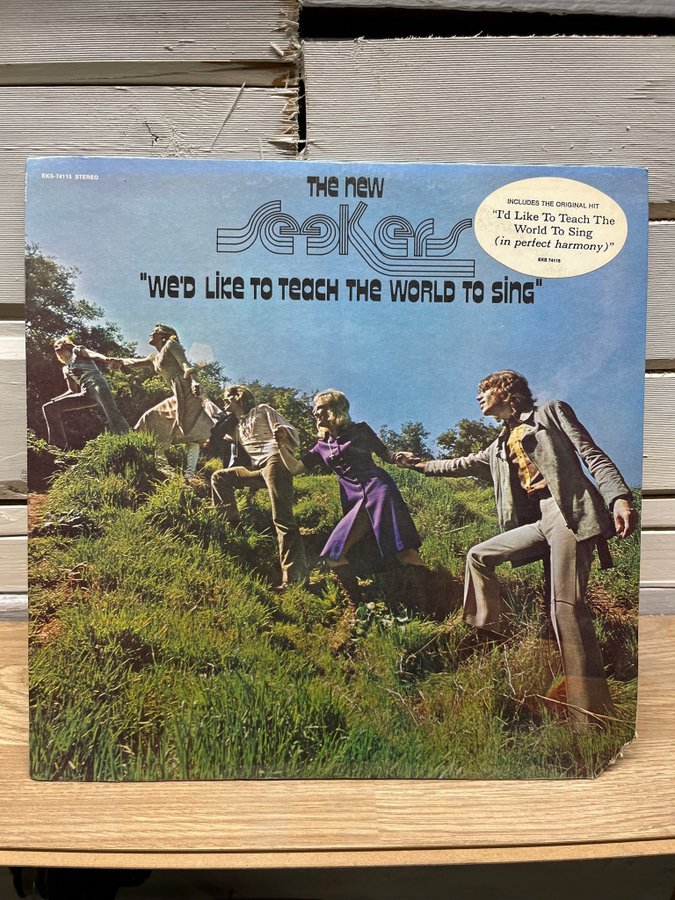 EKS-74115 STEREO
THE NEW
SEEKERS
"WE'D LIKE TO TEACH THE WORLD TO SING"
INCLUDES THE ORIGINAL HIT
"I'd Like To Teach The
World To Sing
(in perfect harmony)"
EKS 74115